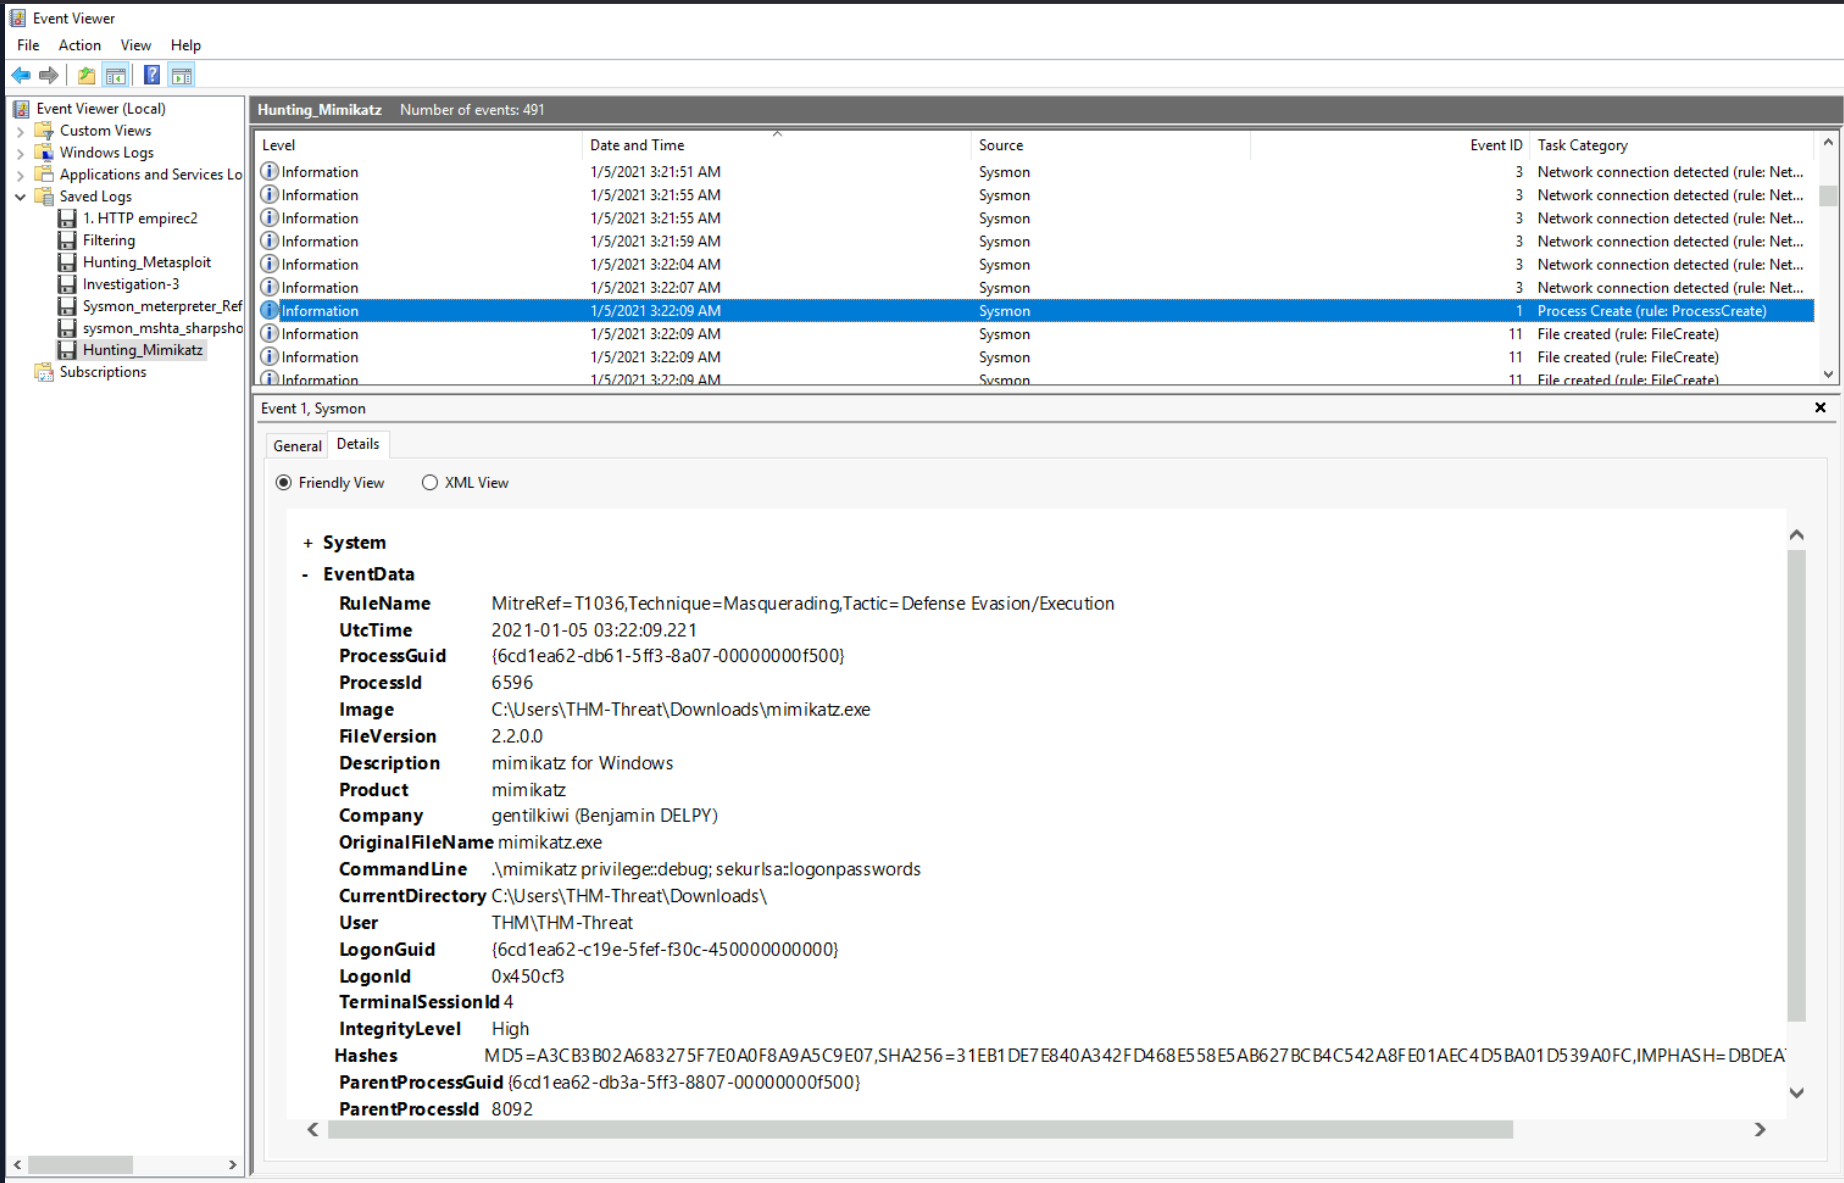 Event Viewer
File Action View Help
Event Viewer (Local)
Custom Views
Windows Logs
Applications and Services Lo
Saved Logs
1. HTTP empirec2
Filtering
Hunting_Metasploit
Investigation-3
Sysmon_meterpreter_Ref
sysmon_mshta_sharpsho
Hunting_Mimikatz
Subscriptions
Hunting_Mimikatz Number of events: 491
Level Date and Time Source Event ID Task Category
Information 1/5/2021 3:21:51 AM Sysmon 3 Network connection detected (rule: Net...
Information 1/5/2021 3:21:55 AM Sysmon 3 Network connection detected (rule: Net...
Information 1/5/2021 3:21:55 AM Sysmon 3 Network connection detected (rule: Net...
Information 1/5/2021 3:21:59 AM Sysmon 3 Network connection detected (rule: Net...
Information 1/5/2021 3:22:04 AM Sysmon 3 Network connection detected (rule: Net...
Information 1/5/2021 3:22:07 AM Sysmon 3 Network connection detected (rule: Net...
Information 1/5/2021 3:22:09 AM Sysmon 1 Process Create (rule: ProcessCreate)
Information 1/5/2021 3:22:09 AM Sysmon 11 File created (rule: FileCreate)
Information 1/5/2021 3:22:09 AM Sysmon 11 File created (rule: FileCreate)
Information 1/5/2021 3:22:09 AM Sysmon 11 File created (rule: FileCreate)
Event 1, Sysmon
General Details
Friendly View XML View
+ System
- EventData
RuleName MitreRef=T1036,Technique=Masquerading,Tactic=Defense Evasion/Execution
UtcTime 2021-01-05 03:22:09.221
ProcessGuid {6cd1ea62-db61-5ff3-8a07-00000000f500}
ProcessId 6596
Image C:\Users\THM-Threat\Downloads\mimikatz.exe
FileVersion 2.2.0.0
Description mimikatz for Windows
Product mimikatz
Company gentilkiwi (Benjamin DELPY)
OriginalFileName mimikatz.exe
CommandLine .\mimikatz privilege::debug; sekurlsa::logonpasswords
CurrentDirectory C:\Users\THM-Threat\Downloads\
User THM\THM-Threat
LogonGuid {6cd1ea62-c19e-5fef-f30c-450000000000}
LogonId 0x450cf3
TerminalSessionId 4
IntegrityLevel High
Hashes MD5=A3CB3B02A683275F7E0A0F8A9A5C9E07,SHA256=31EB1DE7E840A342FD468E558E5AB627BCB4C542A8FE01AEC4D5BA01D539A0FC,IMPHASH=DBDEA
ParentProcessGuid {6cd1ea62-db3a-5ff3-8807-00000000f500}
ParentProcessId 8092